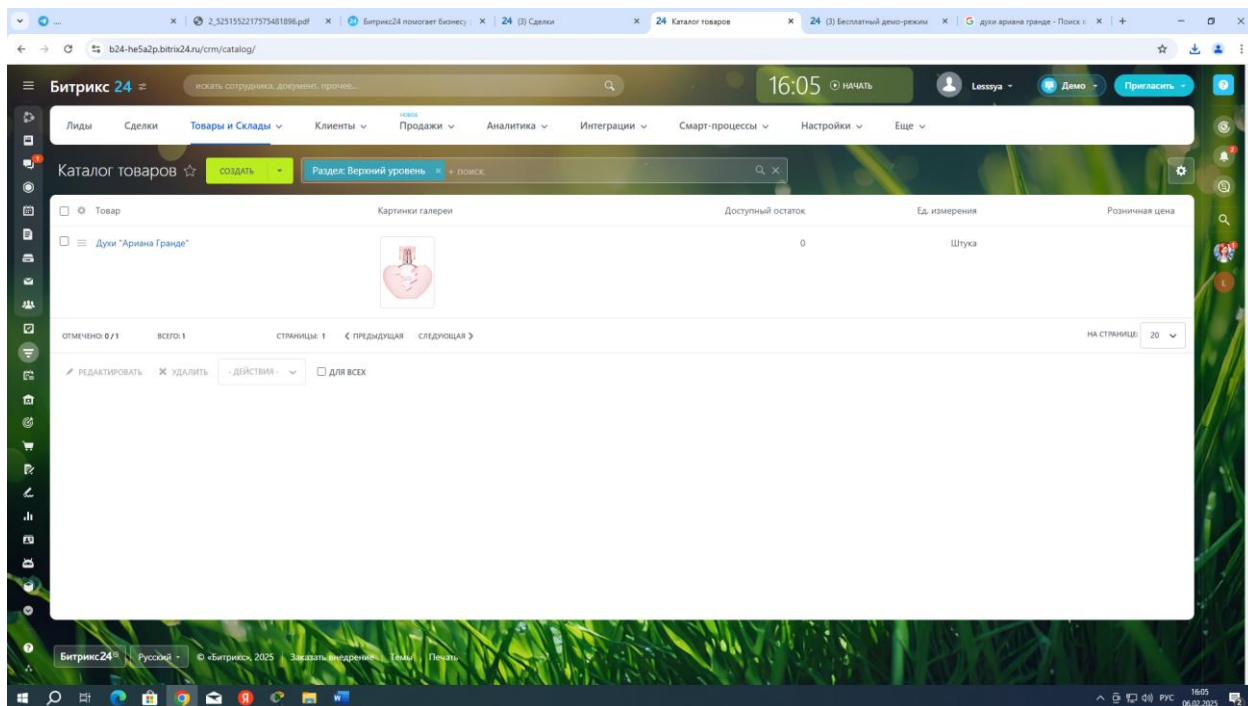 2_5251552217575481896.pdf
Битрикс24 помогает бизнесу
24 (3) Сделки
24 Каталог товаров
24 (3) Бесплатный демо-режим
духи ариана гранде - Поиск
b24-he5a2p.bitrix24.ru/crm/catalog/
Битрикс 24
искать сотрудника, документ, прочее...
16:05 НАЧАТЬ
Lesssya
Демо
Пригласить
Лиды Сделки Товары и Склады Клиенты Продажи Аналитика Интеграции Смарт-процессы Настройки Еще
НОВОЕ
Каталог товаров
СОЗДАТЬ
Раздел: Верхний уровень × + поиск
Товар Картинки галереи Доступный остаток Ед. измерения Розничная цена
Духи "Ариана Гранде" 0 Штука
ОТМЕЧЕНО: 0 / 1 ВСЕГО: 1 СТРАНИЦЫ: 1 ПРЕДЫДУЩАЯ СЛЕДУЮЩАЯ НА СТРАНИЦЕ: 20
РЕДАКТИРОВАТЬ УДАЛИТЬ - ДЕЙСТВИЯ - ДЛЯ ВСЕХ
Битрикс24 Русский © «Битрикс», 2025 Заказать внедрение Темы Печать
РУС
16:05
06.02.2025